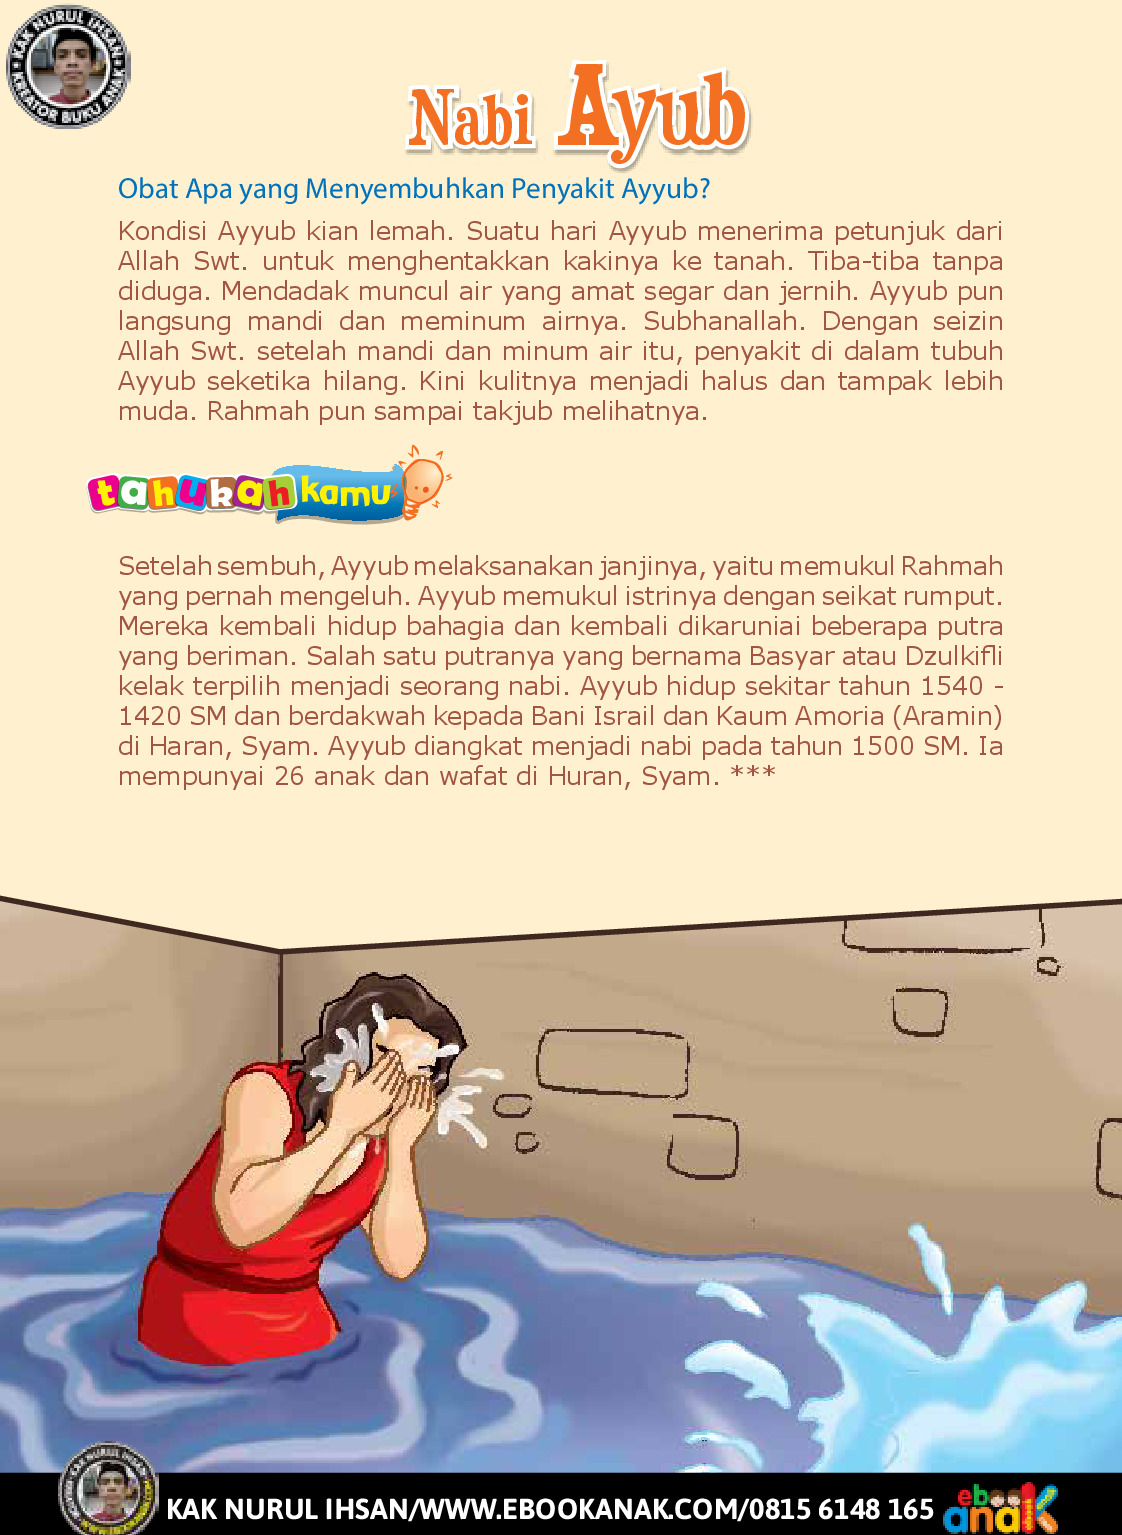 KAK NURUL IHSAN
KREATOR BUKU ANAK
Nabi Ayub
Obat Apa yang Menyembuhkan Penyakit Ayyub?
Kondisi Ayyub kian lemah. Suatu hari Ayyub menerima petunjuk dari
Allah Swt. untuk menghentakkan kakinya ke tanah. Tiba-tiba tanpa
diduga. Mendadak muncul air yang amat segar dan jernih. Ayyub pun
langsung mandi dan meminum airnya. Subhanallah. Dengan seizin
Allah Swt. setelah mandi dan minum air itu, penyakit di dalam tubuh
Ayyub seketika hilang. Kini kulitnya menjadi halus dan tampak lebih
muda. Rahmah pun sampai takjub melihatnya.
tahukah kamu
Setelah sembuh, Ayyub melaksanakan janjinya, yaitu memukul Rahmah
yang pernah mengeluh. Ayyub memukul istrinya dengan seikat rumput.
Mereka kembali hidup bahagia dan kembali dikaruniai beberapa putra
yang beriman. Salah satu putranya yang bernama Basyar atau Dzulkifli
kelak terpilih menjadi seorang nabi. Ayyub hidup sekitar tahun 1540 -
1420 SM dan berdakwah kepada Bani Israil dan Kaum Amoria (Aramin)
di Haran, Syam. Ayyub diangkat menjadi nabi pada tahun 1500 SM. Ia
mempunyai 26 anak dan wafat di Huran, Syam. ***
KAK NURUL IHSAN/WWW.EBOOKANAK.COM/0815 6148 165
ebook
anak